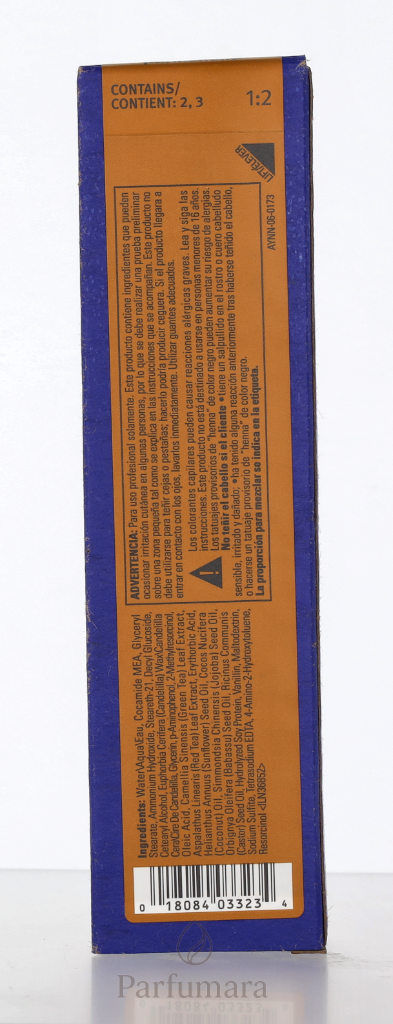 CONTAINS/
CONTIENT: 2, 3
1:2
LIFT/ÉLEVER
AYNN-06-0173
ADVERTENCIA: Para uso profesional solamente. Este producto contiene ingredientes que pueden
ocasionar irritación cutánea en algunas personas, por lo que se debe realizar una prueba preliminar
sobre una zona pequeña tal como se explica en las instrucciones que se acompañan. Este producto no
debe utilizarse para teñir cejas o pestañas; hacerlo podría producir ceguera. Si el producto llegara a
entrar en contacto con los ojos, lavarlos inmediatamente. Utilizar guantes adecuados.
Los colorantes capilares pueden causar reacciones alérgicas graves. Lea y siga las
instrucciones. Este producto no está destinado a usarse en personas menores de 16 años.
Los tatuajes provisorios de "henna" de color negro pueden aumentar su riesgo de alergias.
No teñir el cabello si el cliente •tiene un salpullido en el rostro o cuero cabelludo
sensible, irritado y dañado; •ha tenido alguna reacción anteriormente tras haberse teñido el cabello,
o hacerse un tatuaje provisorio de "henna" de color negro.
La proporción para mezclar se indica en la etiqueta.
Ingredients: Water\Aqua\Eau, Cocamide MEA, Glyceryl
Stearate, Ammonium Hydroxide, Steareth-21, Decyl Glucoside,
Cetearyl Alcohol, Euphorbia Cerifera (Candelilla) Wax\Candelilla
Cera\Cire De Candelilla, Glycerin, p-Aminophenol, 2-Methylresorcinol,
Oleic Acid, Camellia Sinensis (Green Tea) Leaf Extract,
Aspalathus Linearis (Red Tea) Leaf Extract, Erythorbic Acid,
Helianthus Annuus (Sunflower) Seed Oil, Cocos Nucifera
(Coconut) Oil, Simmondsia Chinensis (Jojoba) Seed Oil,
Orbignya Oleifera (Babassu) Seed Oil, Ricinus Communis
(Castor) Seed Oil, Hydrolyzed Soy Protein, Vanillin, Maltodextrin,
Sodium Sulfite, Tetrasodium EDTA, 4-Amino-2-Hydroxytoluene,
Resorcinol <ILN36852>
0 18084 03323 4
Parfumara